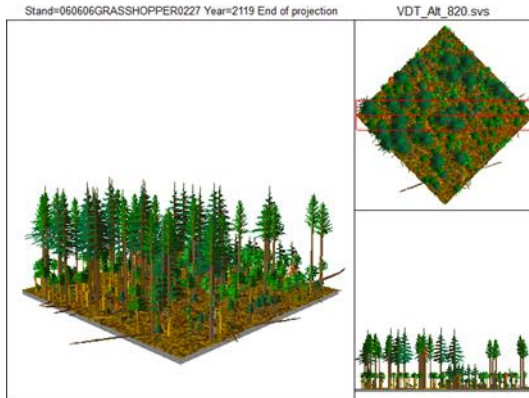 Stand=060606GRASSHOPPER0227 Year=2119 End of projection
VDT_Alt_820.svs